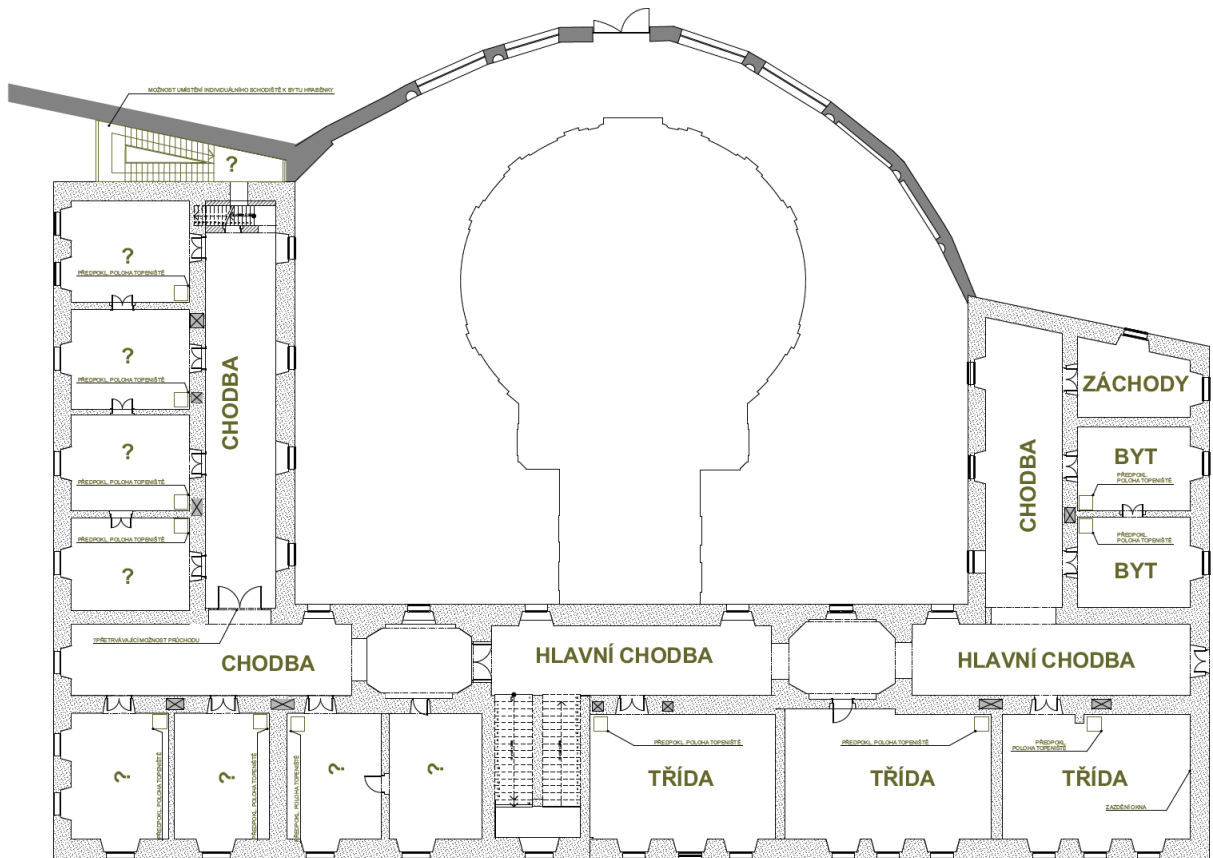 MOŽNOST UMÍSTĚNÍ INDIVIDUÁLNÍHO SCHODIŠTĚ K BYTU HRABĚNKY
?
?
PŘEDPOKL. POLOHA TOPENIŠTĚ
?
PŘEDPOKL. POLOHA TOPENIŠTĚ
CHODBA
?
PŘEDPOKL. POLOHA TOPENIŠTĚ
PŘEDPOKL. POLOHA TOPENIŠTĚ
?
ZÁCHODY
CHODBA
BYT
PŘEDPOKL.
POLOHA TOPENIŠTĚ
PŘEDPOKL.
POLOHA TOPENIŠTĚ
BYT
?PŘETRVÁVAJÍCÍ MOŽNOST PRŮCHODU
CHODBA
HLAVNÍ CHODBA
HLAVNÍ CHODBA
?
PŘEDPOKL. POLOHA TOPENIŠTĚ
?
PŘEDPOKL. POLOHA TOPENIŠTĚ
PŘEDPOKL. POLOHA TOPENIŠTĚ
?
?
PŘEDPOKL. POLOHA TOPENIŠTĚ
TŘÍDA
PŘEDPOKL. POLOHA TOPENIŠTĚ
TŘÍDA
PŘEDPOKL.
POLOHA TOPENIŠTĚ
TŘÍDA
ZAZDĚNÍ OKNA